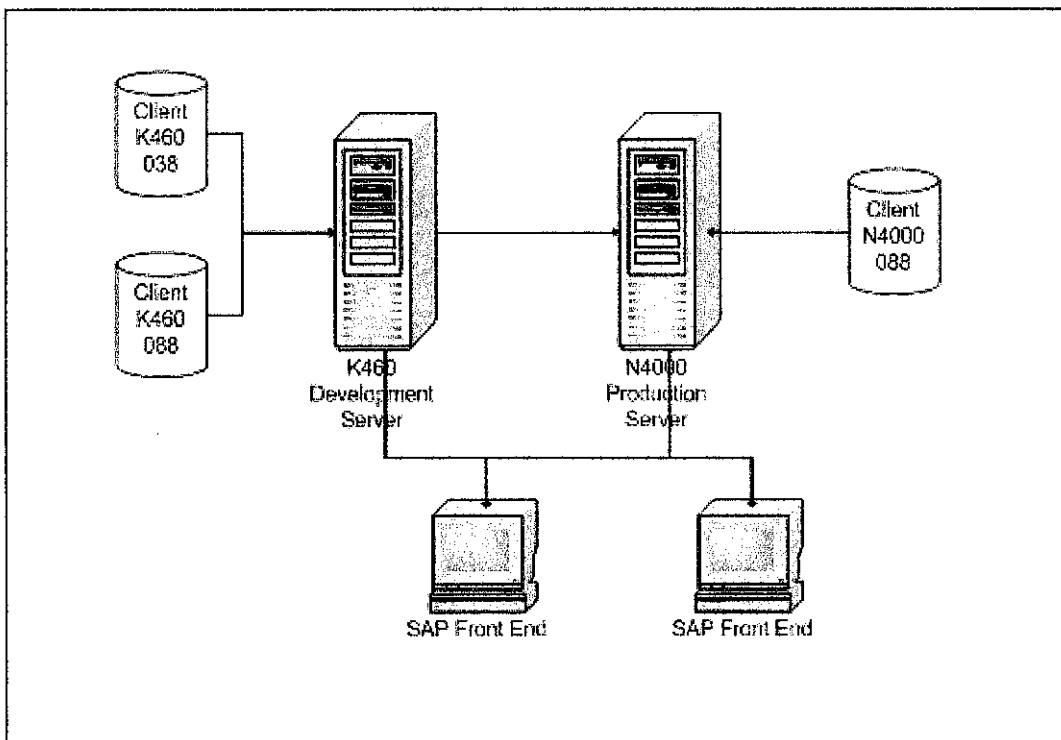 Client
K460
038
Client
K460
088
K460
Development
Server
N4000
Production
Server
Client
N4000
088
SAP Front End
SAP Front End